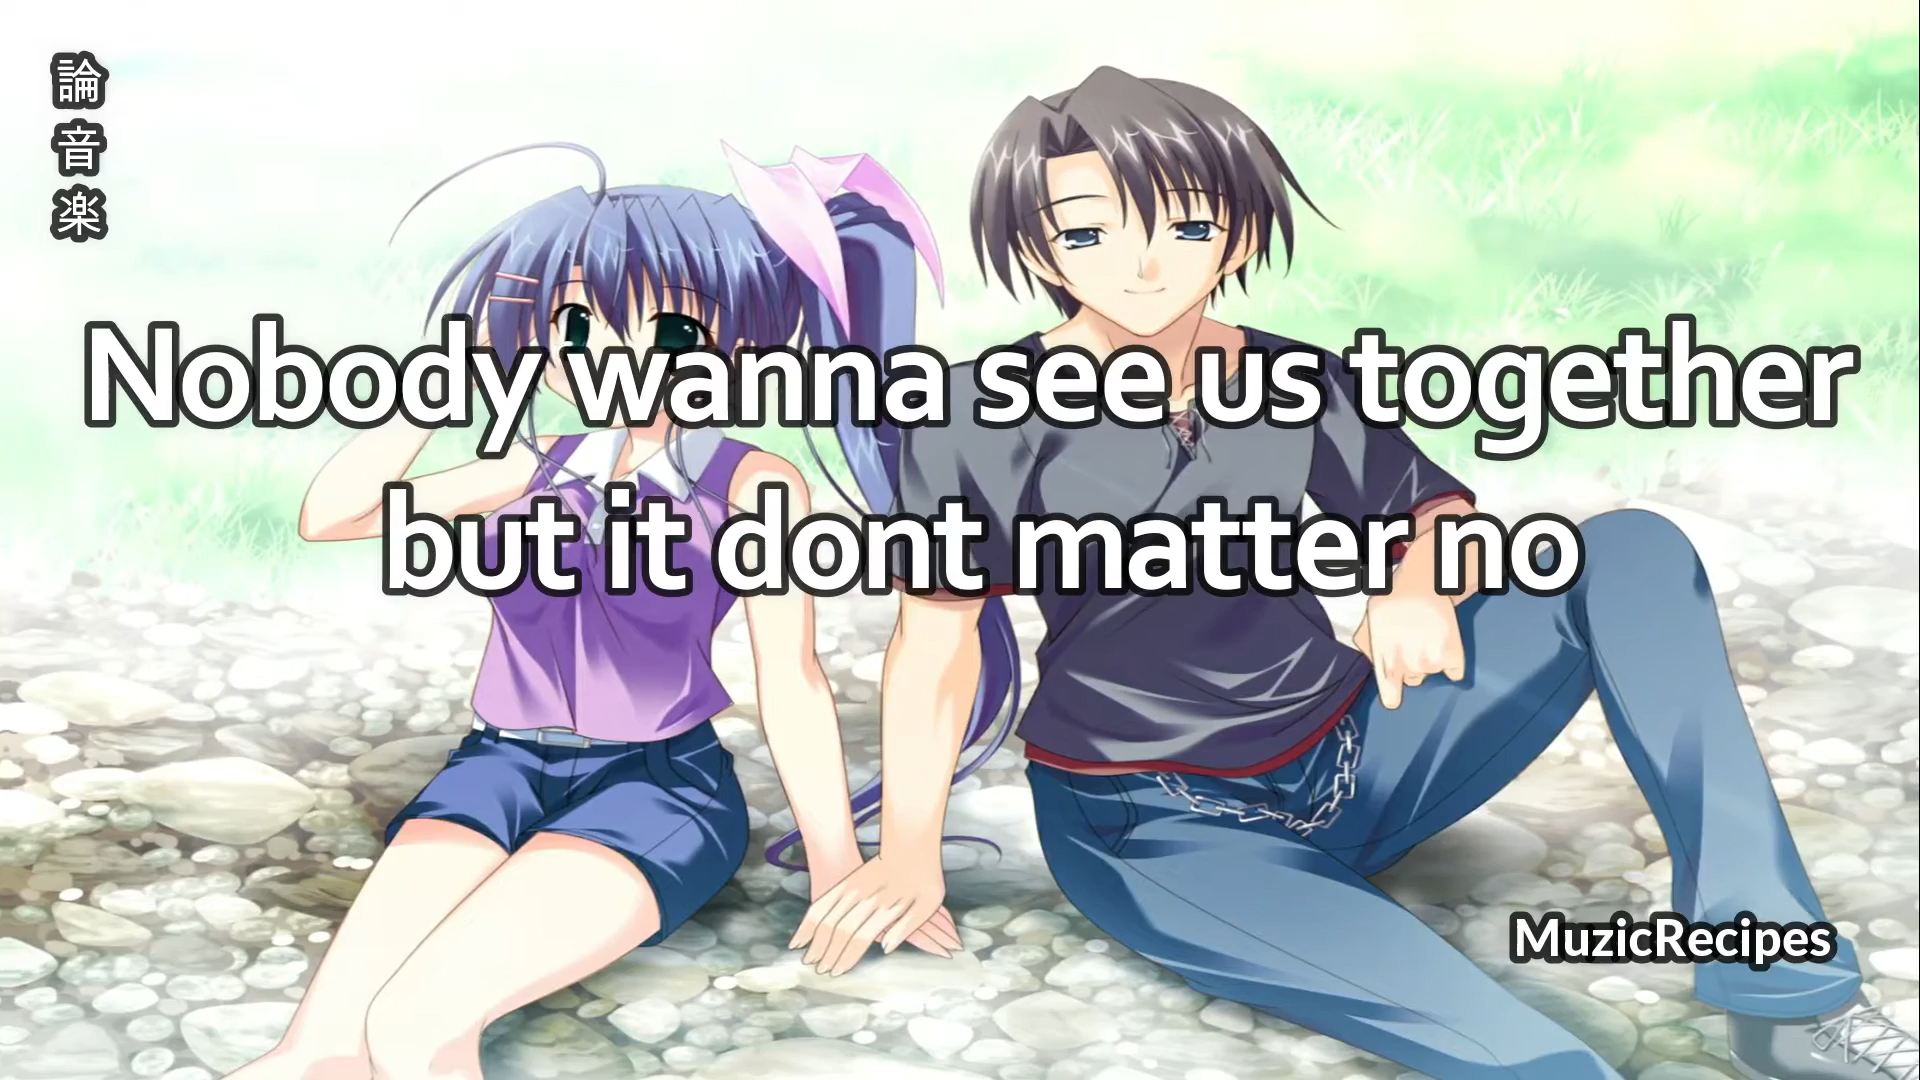 論
音
楽
Nobody wanna see us together
but it dont matter no
MuzicRecipes